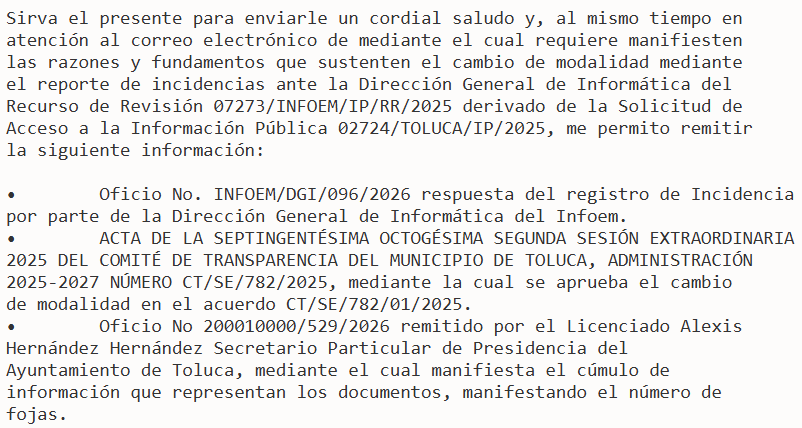 Sirva el presente para enviarle un cordial saludo y, al mismo tiempo en
atención al correo electrónico de mediante el cual requiere manifiesten
las razones y fundamentos que sustenten el cambio de modalidad mediante
el reporte de incidencias ante la Dirección General de Informática del
Recurso de Revisión 07273/INFOEM/IP/RR/2025 derivado de la Solicitud de
Acceso a la Información Pública 02724/TOLUCA/IP/2025, me permito remitir
la siguiente información:
• Oficio No. INFOEM/DGI/096/2026 respuesta del registro de Incidencia
por parte de la Dirección General de Informática del Infoem.
• ACTA DE LA SEPTINGENTÉSIMA OCTOGÉSIMA SEGUNDA SESIÓN EXTRAORDINARIA
2025 DEL COMITÉ DE TRANSPARENCIA DEL MUNICIPIO DE TOLUCA, ADMINISTRACIÓN
2025-2027 NÚMERO CT/SE/782/2025, mediante la cual se aprueba el cambio
de modalidad en el acuerdo CT/SE/782/01/2025.
• Oficio No 200010000/529/2026 remitido por el Licenciado Alexis
Hernández Hernández Secretario Particular de Presidencia del
Ayuntamiento de Toluca, mediante el cual manifiesta el cúmulo de
información que representan los documentos, manifestando el número de
fojas.